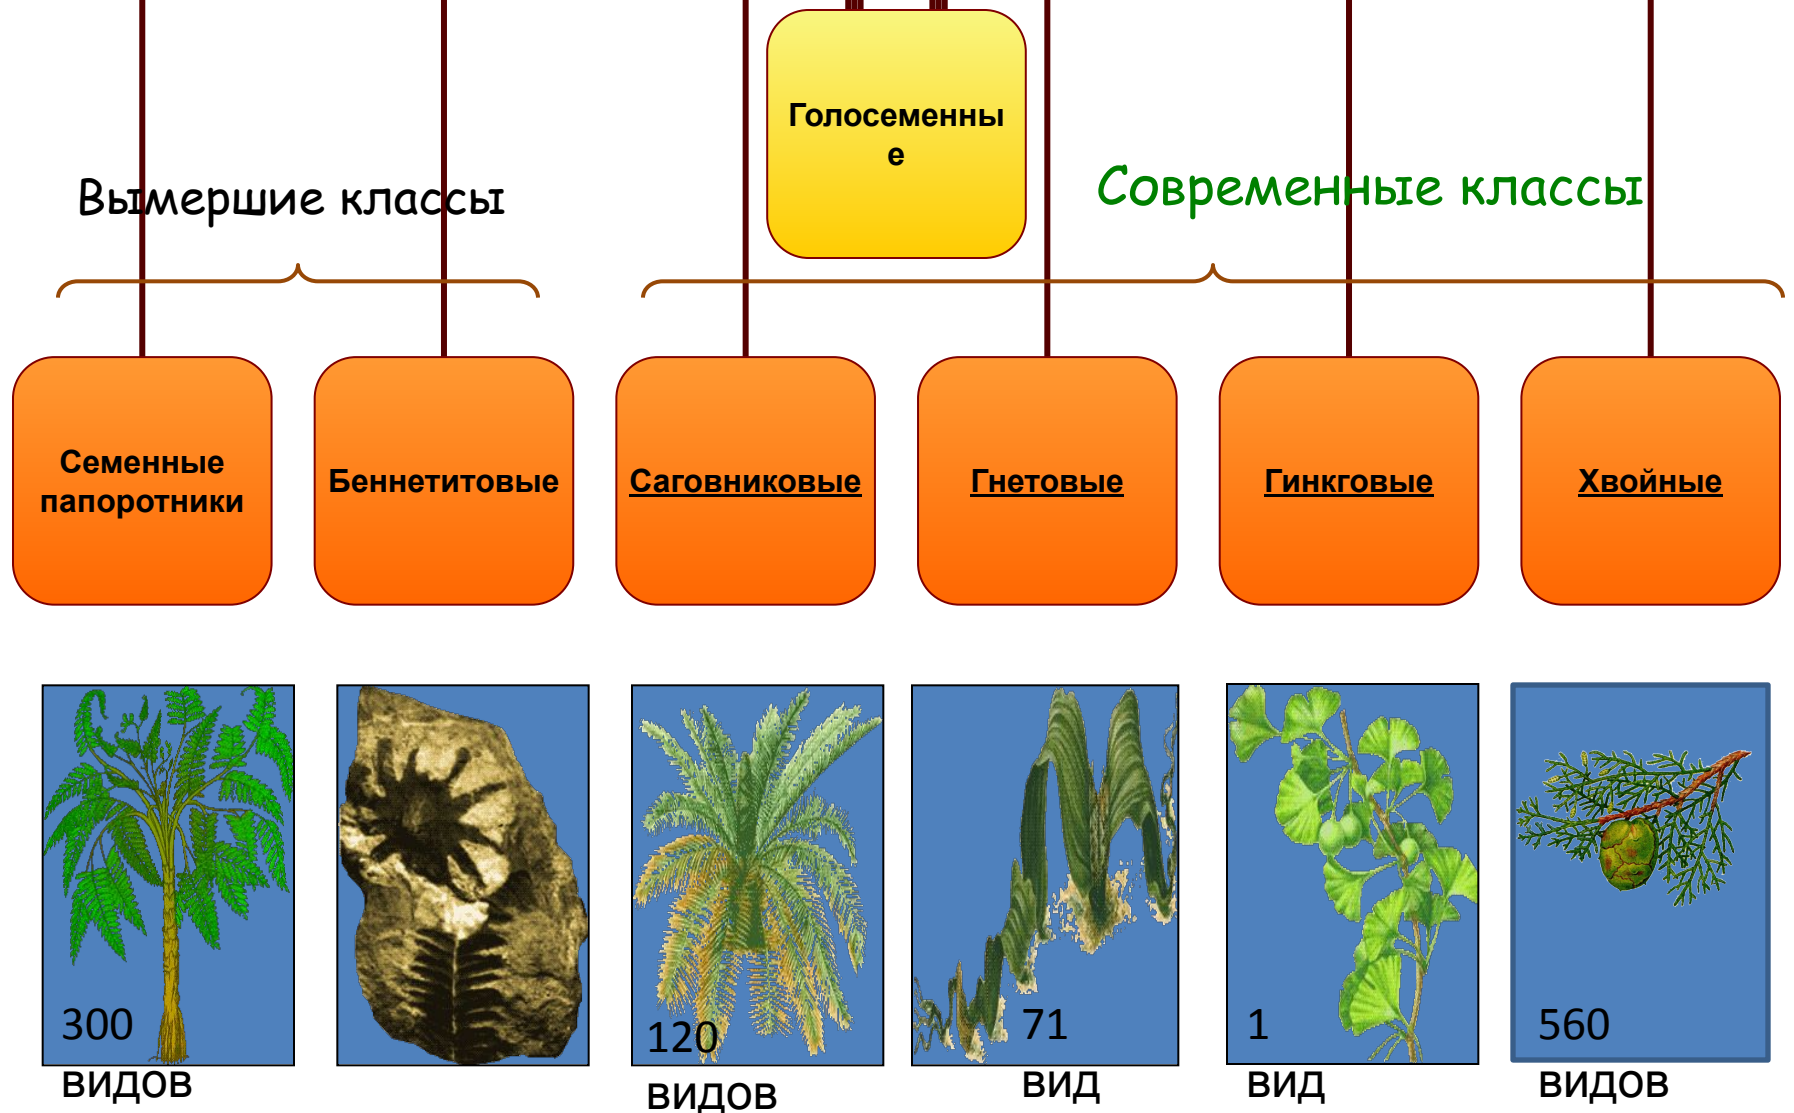 Голосеменны
е
Вымершие классы
Современные классы
Семенные
папоротники
Беннетитовые
Саговниковые
Гнетовые
Гинкговые
Хвойные
300
видов
120
видов
71
вид
1
вид
560
видов